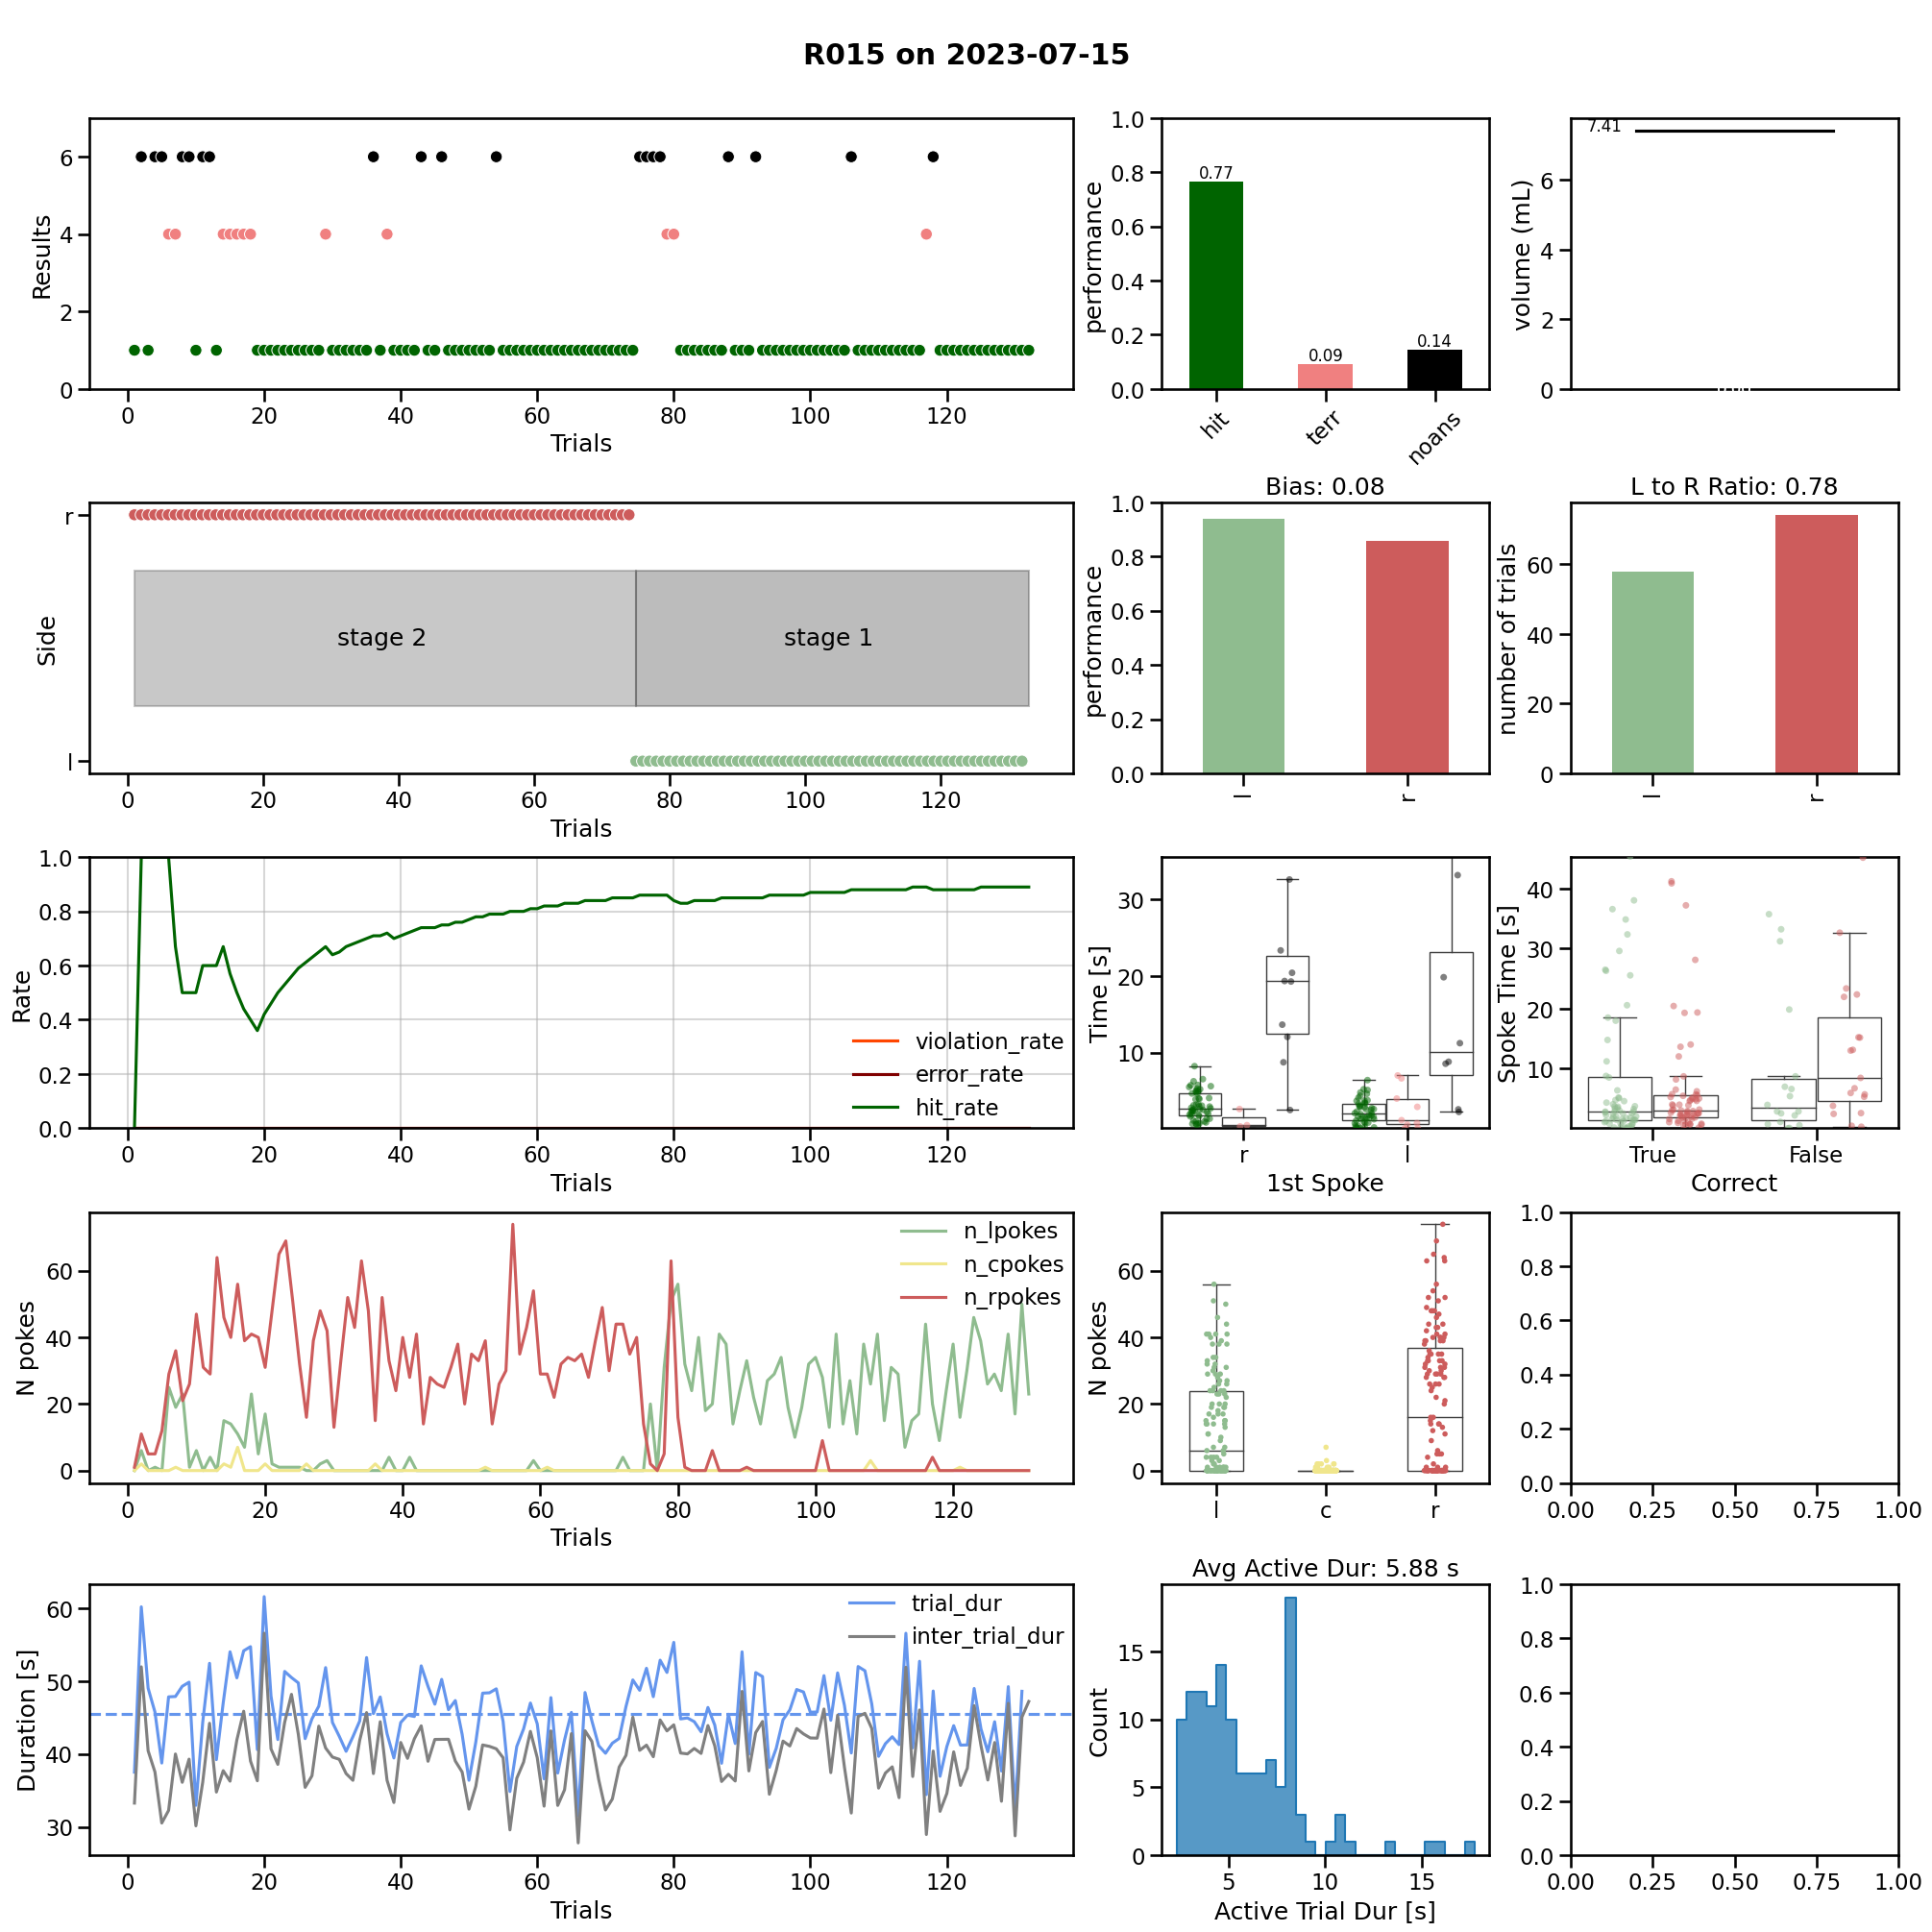 R015 on 2023-07-15
Results
6
4
2
0
0 20 40 60 80 100 120
Trials
performance
1.0
0.8
0.6
0.4
0.2
0.0
0.77
0.09
0.14
hit terr noans
volume (mL)
7.41
6
4
2
0
Side
r
l
stage 2
stage 1
0 20 40 60 80 100 120
Trials
Bias: 0.08
performance
1.0
0.8
0.6
0.4
0.2
0.0
l r
L to R Ratio: 0.78
number of trials
60
40
20
0
l r
Rate
1.0
0.8
0.6
0.4
0.2
0.0
violation_rate
error_rate
hit_rate
0 20 40 60 80 100 120
Trials
Time [s]
30
20
10
r l
1st Spoke
Spoke Time [s]
40
30
20
10
True False
Correct
N pokes
60
40
20
0
n_lpokes
n_cpokes
n_rpokes
0 20 40 60 80 100 120
Trials
N pokes
60
40
20
0
l c r
1.0
0.8
0.6
0.4
0.2
0.0
0.00 0.25 0.50 0.75 1.00
Duration [s]
60
50
40
30
trial_dur
inter_trial_dur
0 20 40 60 80 100 120
Trials
Avg Active Dur: 5.88 s
Count
15
10
5
0
5 10 15
Active Trial Dur [s]
1.0
0.8
0.6
0.4
0.2
0.0
0.00 0.25 0.50 0.75 1.00